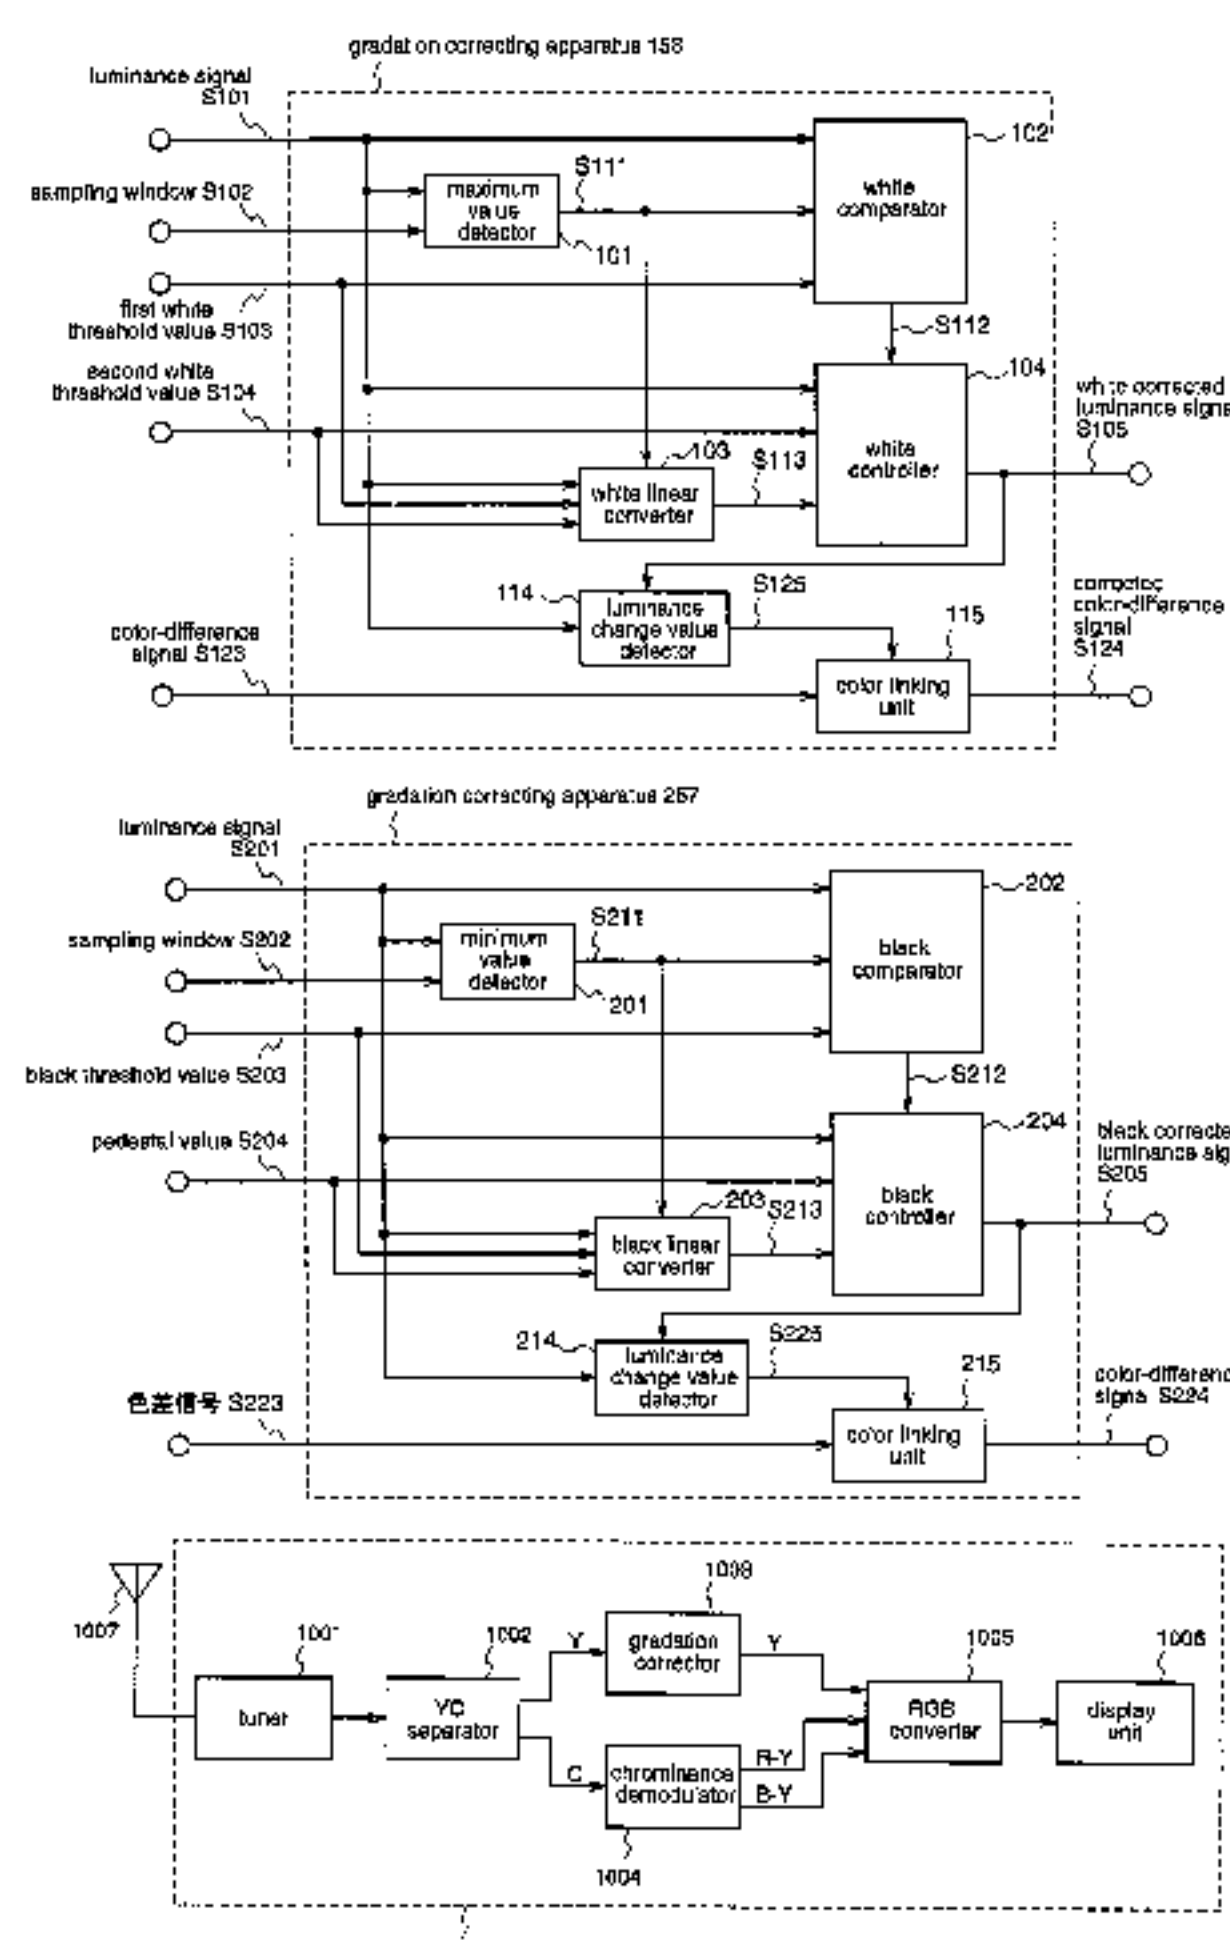 gradation correcting apparatus 158
luminance signal
S101
102
S111
sampling window S102
maximum
value
detector
white
comparator
101
first white
threshold value S103
S112
second white
threshold value S104
104
white corrected
luminance signa
S105
103
S113
white
controller
white linear
converter
114
S125
luminance
change value
detector
115
color-difference
signal
S124
color-difference
signal S123
color linking
unit
gradation correcting apparatus 257
luminance signal
S201
202
S211
sampling window S202
minimum
value
detector
black
comparator
201
black threshold value S203
S212
pedestal value S204
204
black correcte
luminance sig
S205
203
S213
black
controller
black linear
converter
214
S225
luminance
change value
detector
215
color-differenc
signal S224
色差信号 S223
color linking
unit
1007
1001
1002
Y
gradation
corrector
Y
1005
1006
tuner
YC
separator
RGB
converter
display
unit
C
chrominance
demodulator
R-Y
B-Y
1004